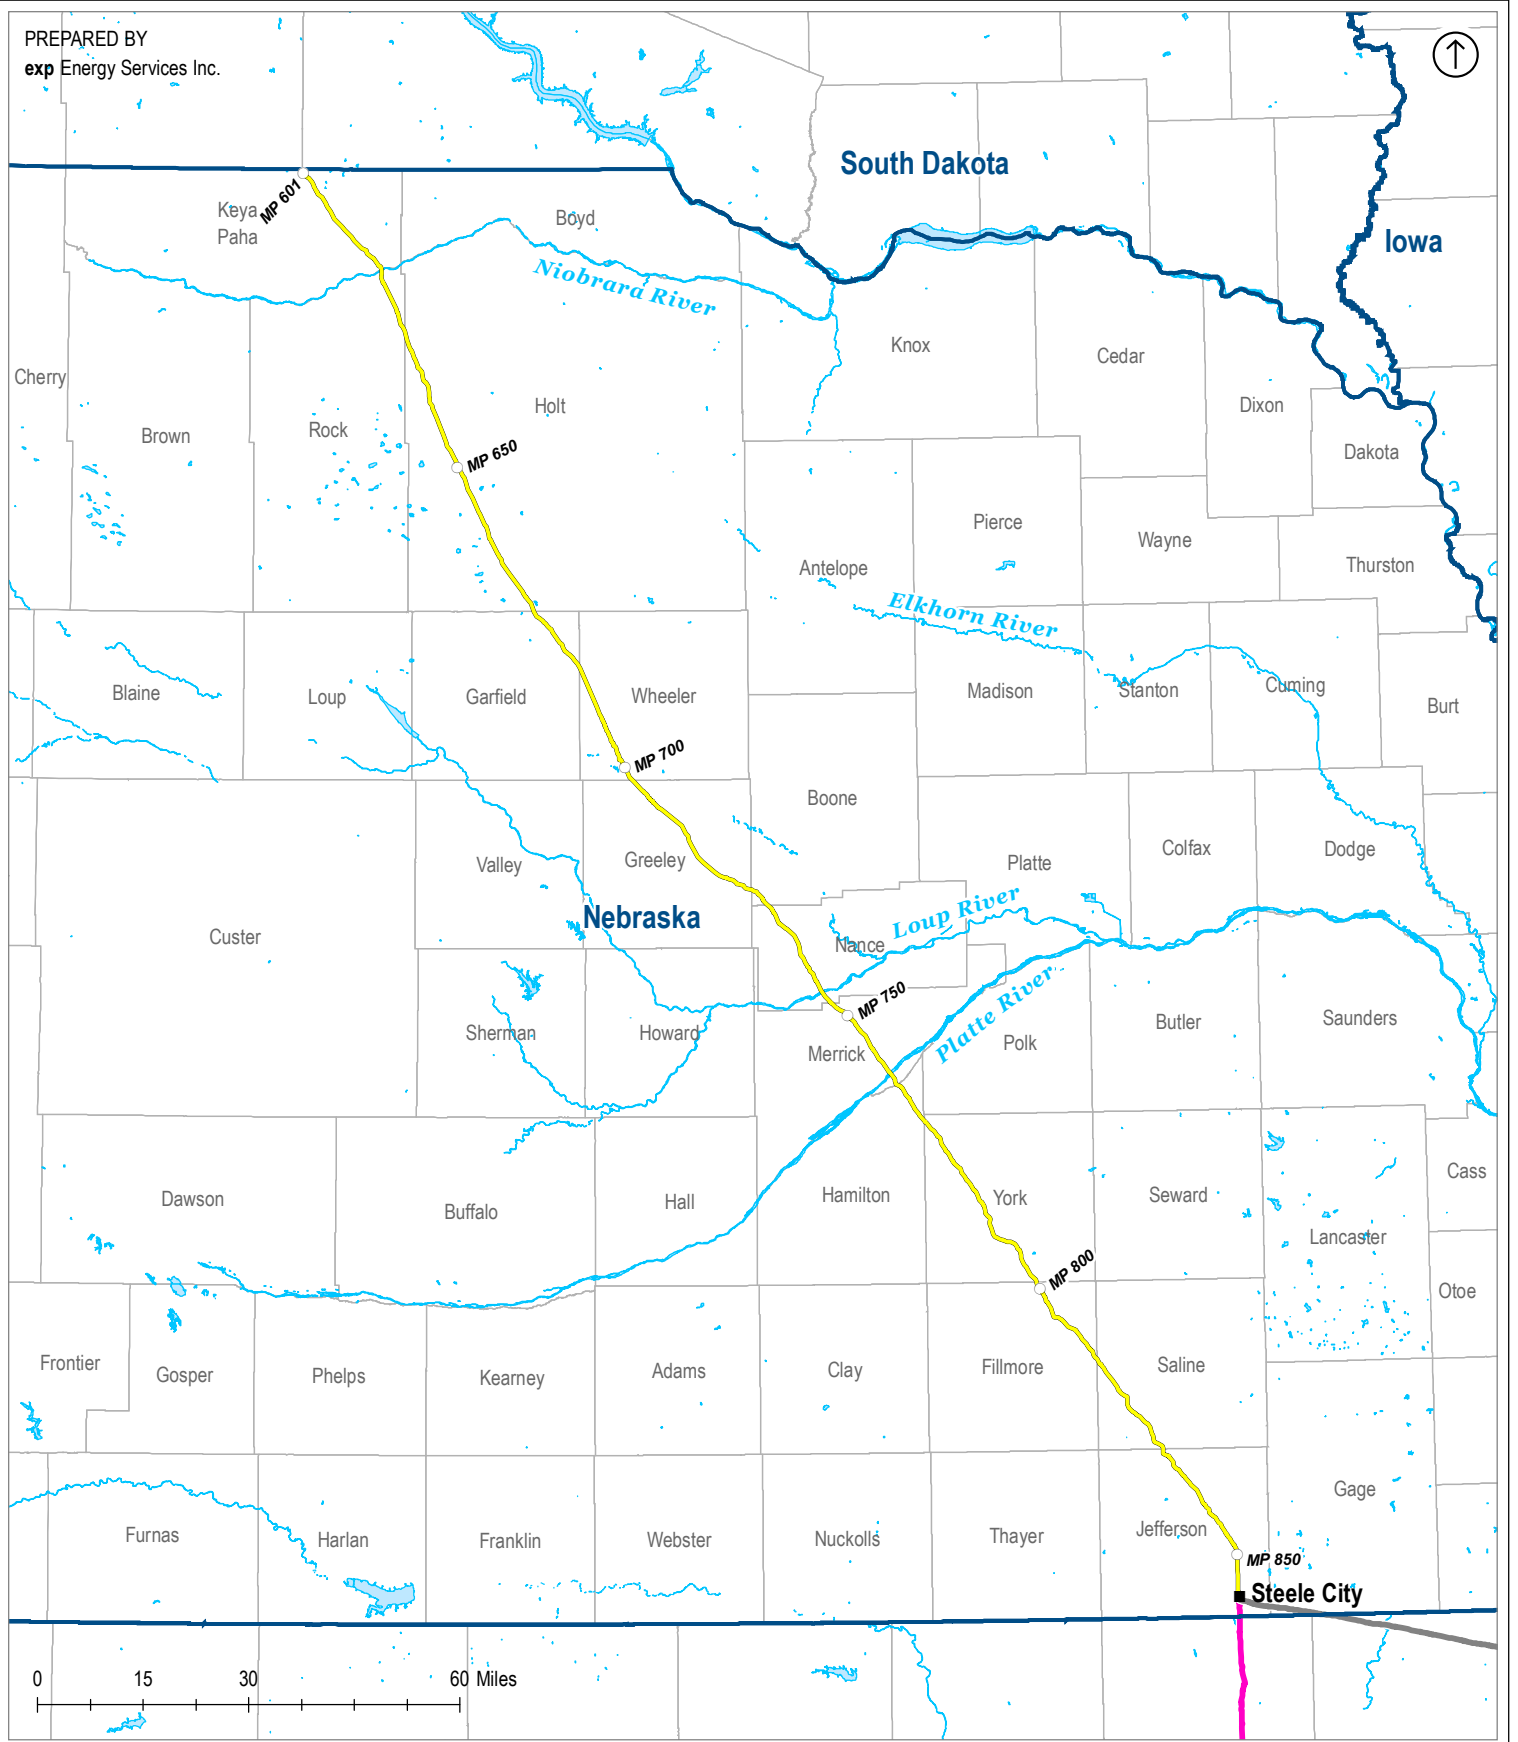 PREPARED BY
exp Energy Services Inc.
South Dakota
Iowa
MP 601
Keya
Paha
Boyd
Niobrara River
Knox
Cedar
Cherry
Holt
Dixon
Brown
Rock
Dakota
MP 650
Pierce
Wayne
Antelope
Thurston
Elkhorn River
Blaine
Loup
Garfield
Wheeler
Madison
Stanton
Cuming
Burt
MP 700
Boone
Valley
Greeley
Platte
Colfax
Dodge
Nebraska
Loup River
Custer
Nance
MP 750
Platte River
Sherman
Howard
Merrick
Polk
Butler
Saunders
Dawson
Buffalo
Hall
Hamilton
York
Seward
Cass
Lancaster
MP 800
Otoe
Frontier
Gosper
Phelps
Kearney
Adams
Clay
Fillmore
Saline
Gage
Furnas
Harlan
Franklin
Webster
Nuckolls
Thayer
Jefferson
MP 850
Steele City
0 15 30 60 Miles